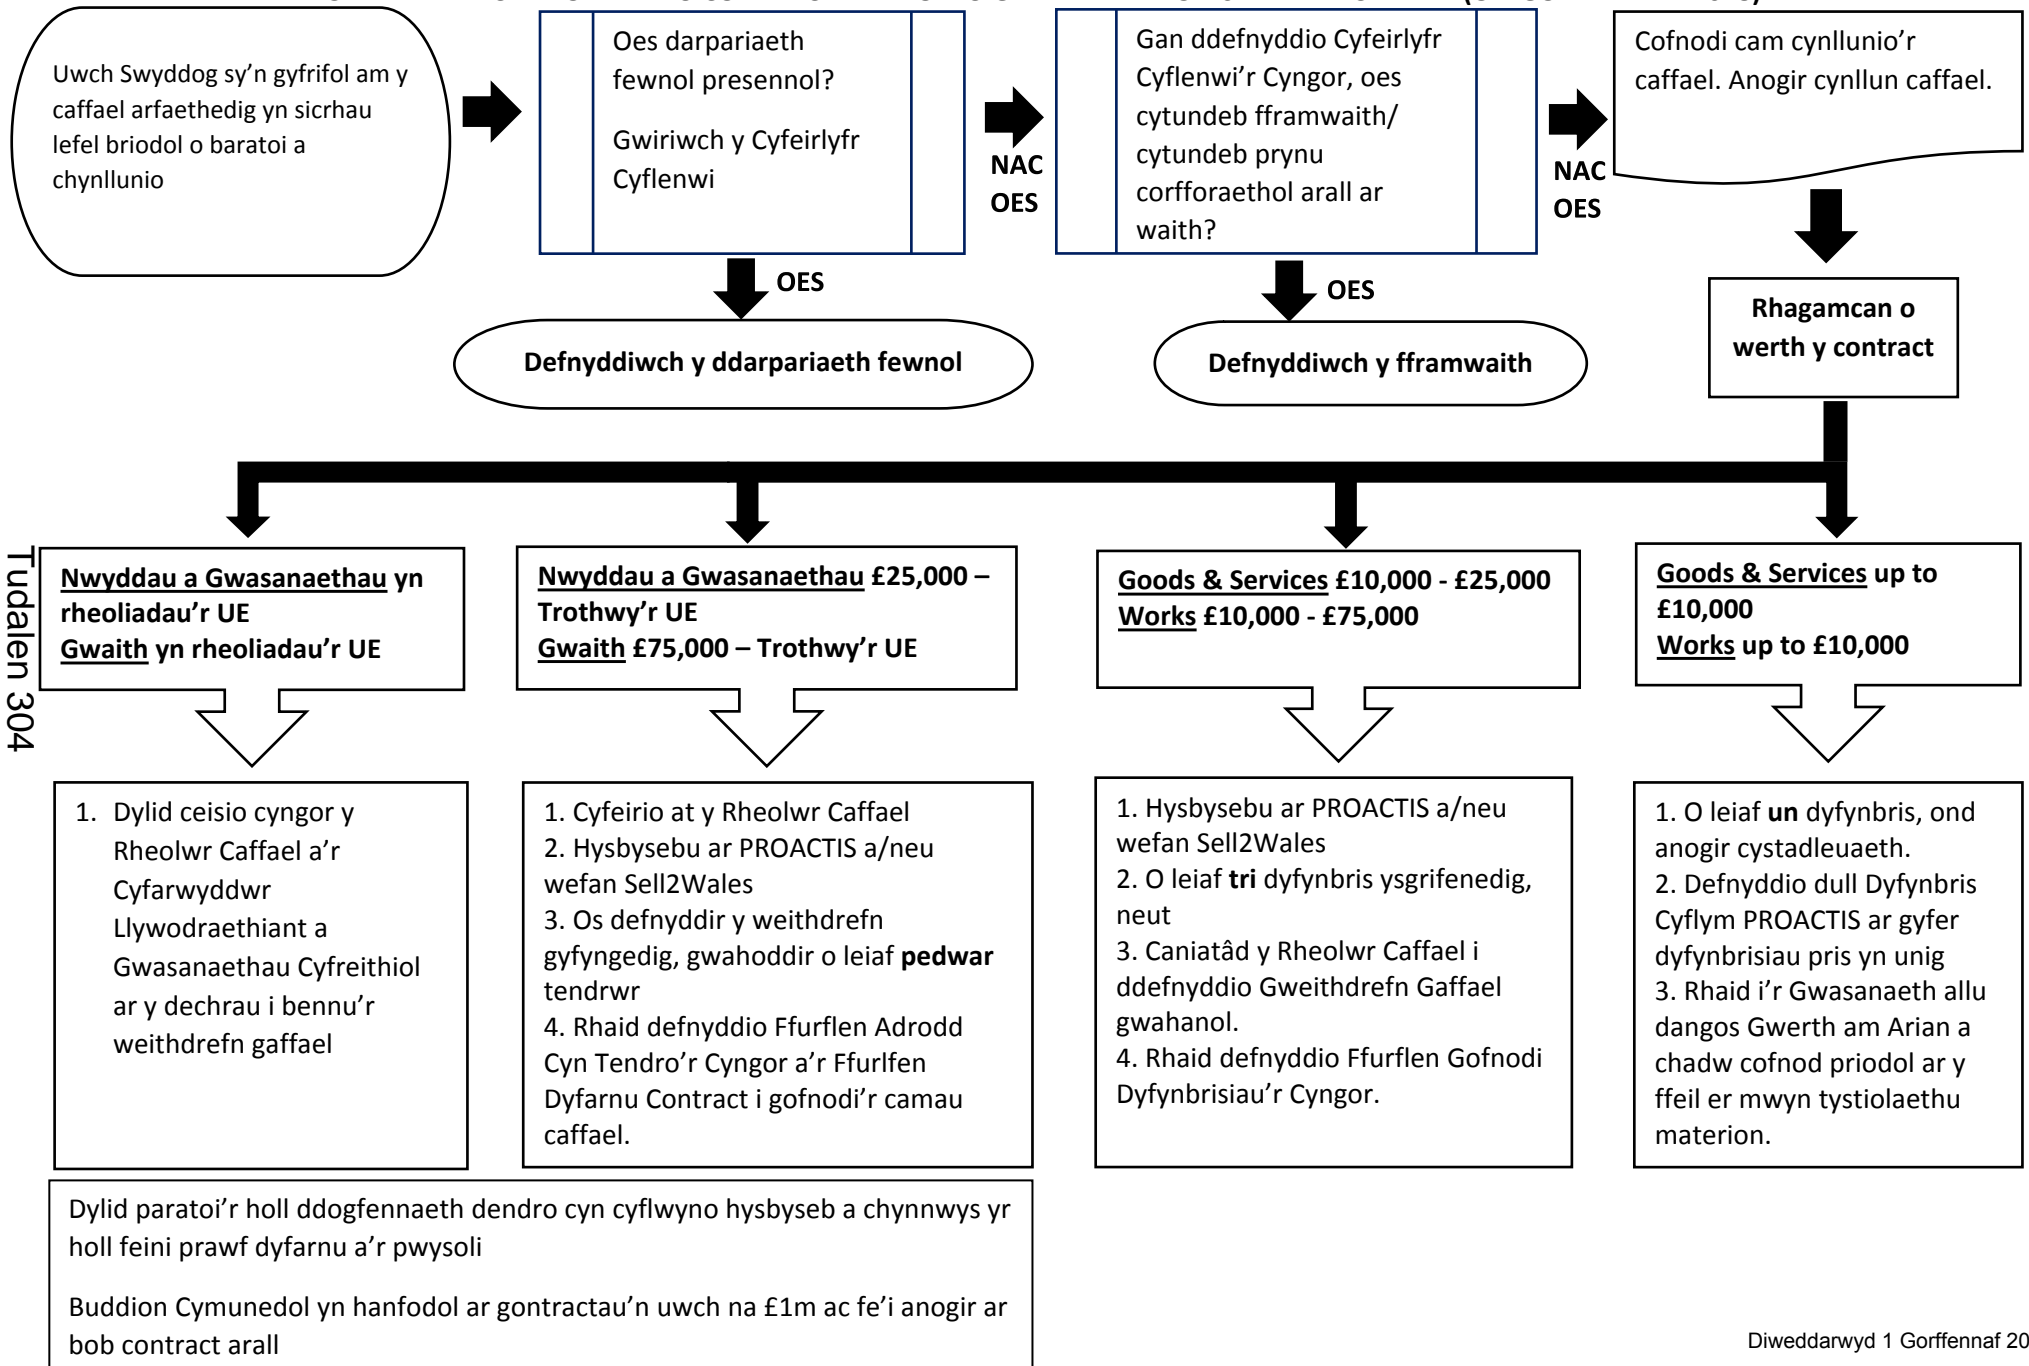 Uwch Swyddog sy’n gyfrifol am y
caffael arfaethedig yn sicrhau
lefel briodol o baratoi a
chynllunio
Oes darpariaeth
fewnol presennol?
Gwiriwch y Cyfeirlyfr
Cyflenwi
NAC
OES
Gan ddefnyddio Cyfeirlyfr
Cyflenwi’r Cyngor, oes
cytundeb fframwaith/
cytundeb prynu
corfforaethol arall ar
waith?
NAC
OES
Cofnodi cam cynllunio’r
caffael. Anogir cynllun caffael.
OES
OES
Defnyddiwch y ddarpariaeth fewnol
Defnyddiwch y fframwaith
Rhagamcan o
werth y contract
Nwyddau a Gwasanaethau yn
rheoliadau’r UE
Gwaith yn rheoliadau’r UE
Nwyddau a Gwasanaethau £25,000 –
Trothwy’r UE
Gwaith £75,000 – Trothwy’r UE
Goods & Services £10,000 - £25,000
Works £10,000 - £75,000
Goods & Services up to
£10,000
Works up to £10,000
1. Dylid ceisio cyngor y
Rheolwr Caffael a’r
Cyfarwyddwr
Llywodraethiant a
Gwasanaethau Cyfreithiol
ar y dechrau i bennu’r
weithdrefn gaffael
1. Cyfeirio at y Rheolwr Caffael
2. Hysbysebu ar PROACTIS a/neu
wefan Sell2Wales
3. Os defnyddir y weithdrefn
gyfyngedig, gwahoddir o leiaf pedwar
tendrwr
4. Rhaid defnyddio Ffurflen Adrodd
Cyn Tendro’r Cyngor a’r Ffurlfen
Dyfarnu Contract i gofnodi’r camau
caffael.
1. Hysbysebu ar PROACTIS a/neu
wefan Sell2Wales
2. O leiaf tri dyfynbris ysgrifenedig,
neut
3. Caniatâd y Rheolwr Caffael i
ddefnyddio Gweithdrefn Gaffael
gwahanol.
4. Rhaid defnyddio Ffurflen Gofnodi
Dyfynbrisiau’r Cyngor.
1. O leiaf un dyfynbris, ond
anogir cystadleuaeth.
2. Defnyddio dull Dyfynbris
Cyflym PROACTIS ar gyfer
dyfynbrisiau pris yn unig
3. Rhaid i’r Gwasanaeth allu
dangos Gwerth am Arian a
chadw cofnod priodol ar y
ffeil er mwyn tystiolaethu
materion.
Dylid paratoi’r holl ddogfennaeth dendro cyn cyflwyno hysbyseb a chynnwys yr
holl feini prawf dyfarnu a’r pwysoli
Buddion Cymunedol yn hanfodol ar gontractau’n uwch na £1m ac fe’i anogir ar
bob contract arall
Tudalen 304
Diweddarwyd 1 Gorffennaf 20